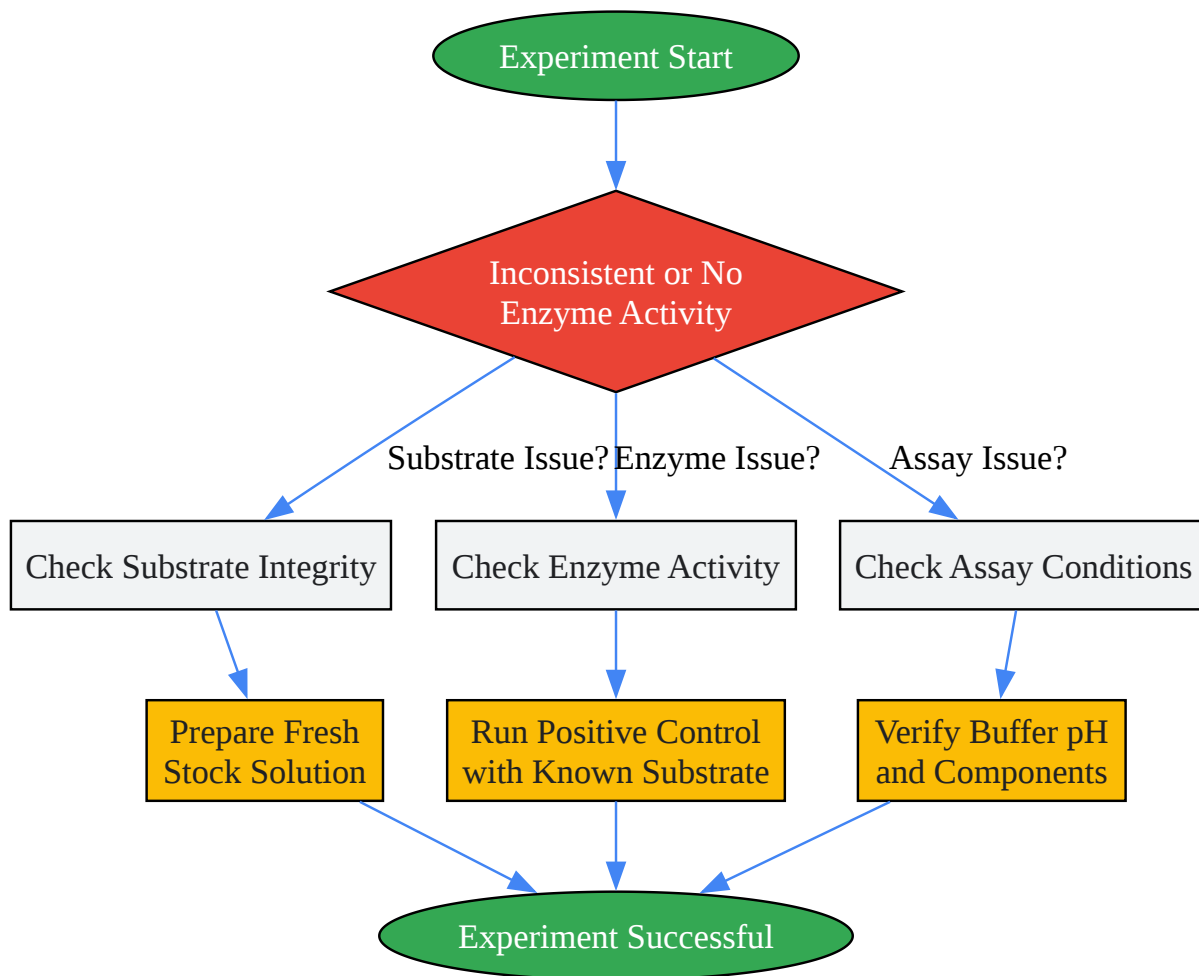 Experiment Start
Inconsistent or No
Enzyme Activity
Substrate Issue?
Enzyme Issue?
Assay Issue?
Check Substrate Integrity
Check Enzyme Activity
Check Assay Conditions
Prepare Fresh
Stock Solution
Run Positive Control
with Known Substrate
Verify Buffer pH
and Components
Experiment Successful